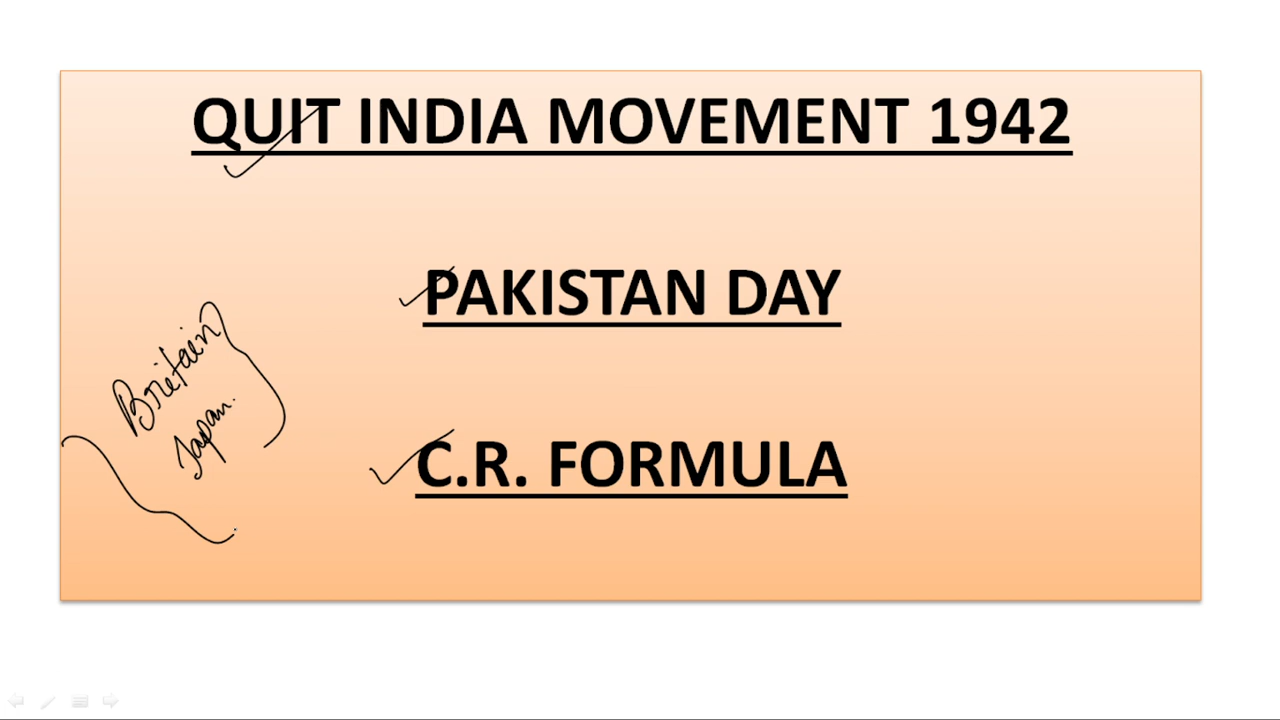 QUIT INDIA MOVEMENT 1942
PAKISTAN DAY
Britain
Japan.
C.R. FORMULA